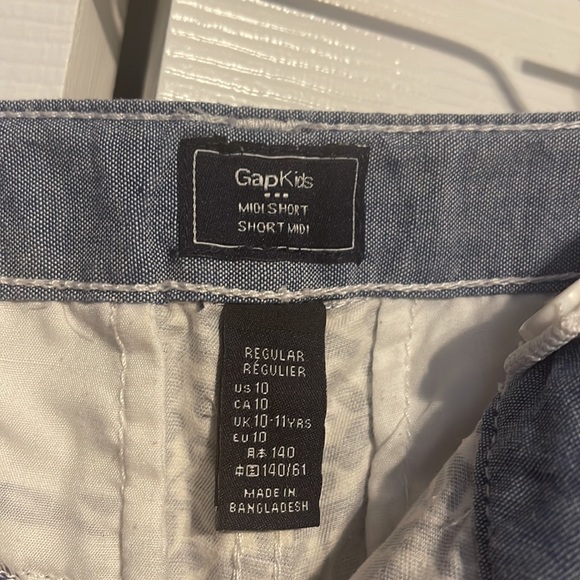 GapKids
MIDI SHORT
SHORT MIDI
REGULAR
RÉGULIER
US 10
CA 10
UK 10-11YRS
EU 10
日本 140
中国 140/61
MADE IN
BANGLADESH